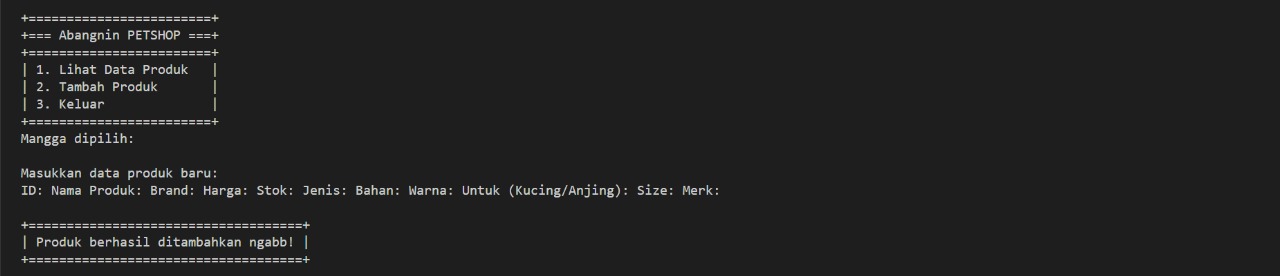 +========================+
+=== Abangnin PETSHOP ===+
+========================+
| 1. Lihat Data Produk   |
| 2. Tambah Produk       |
| 3. Keluar              |
+========================+
Mangga dipilih:
Masukkan data produk baru:
ID: Nama Produk: Brand: Harga: Stok: Jenis: Bahan: Warna: Untuk (Kucing/Anjing): Size: Merk:
+====================================+
| Produk berhasil ditambahkan ngabb! |
+====================================+